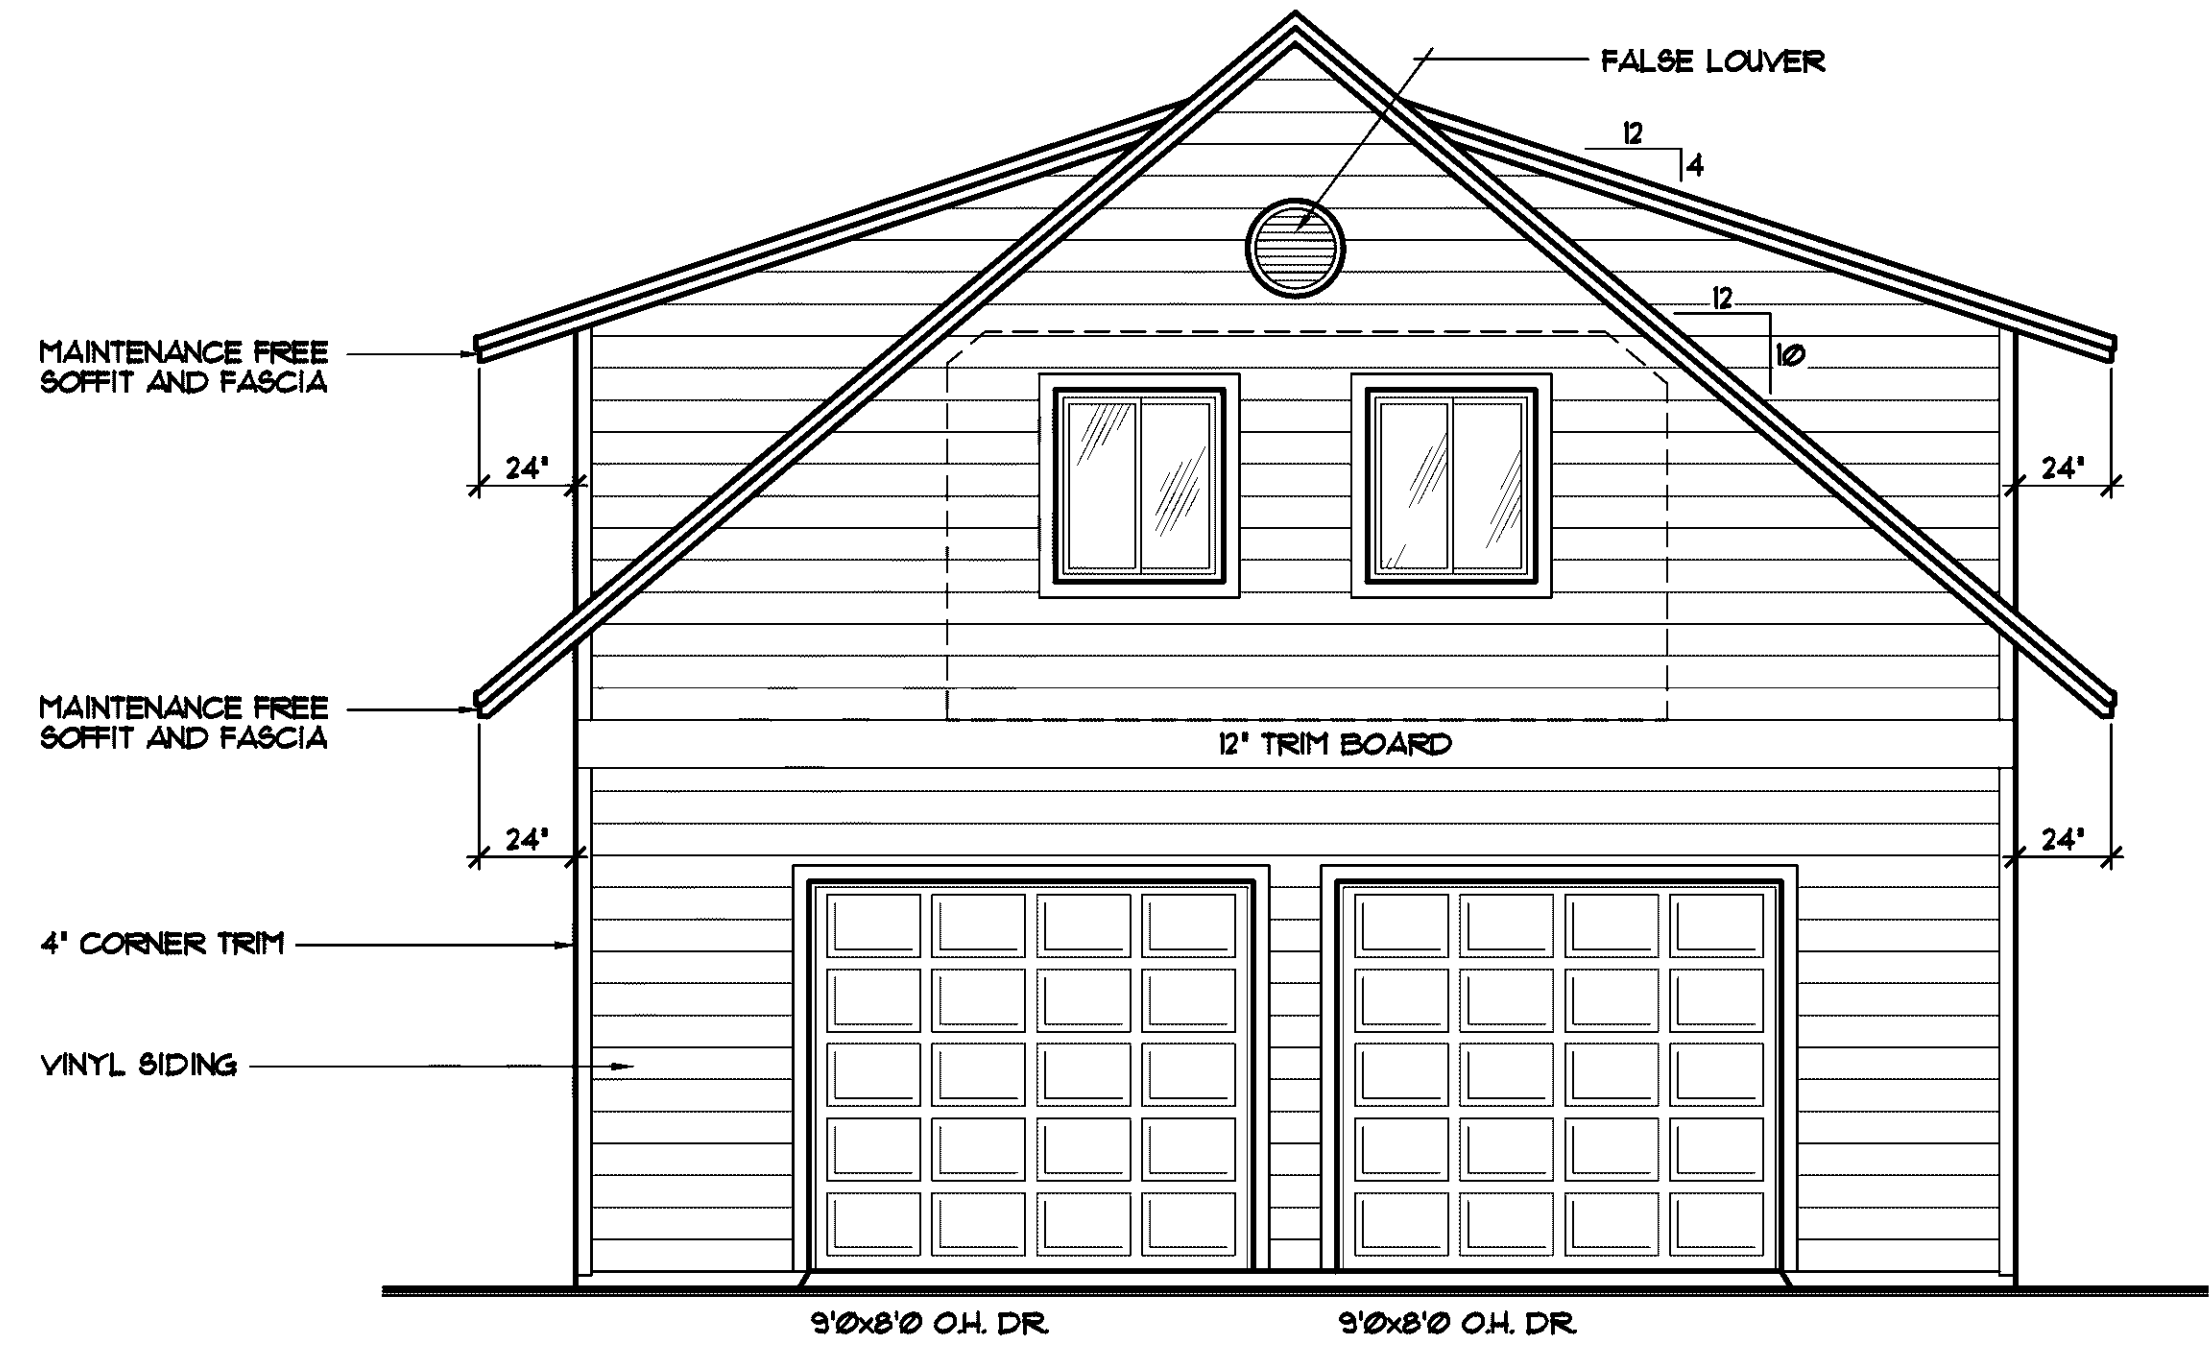 FALSE LOUVER
12
4
12
10
MAINTENANCE FREE
SOFFIT AND FASCIA
24"
24"
MAINTENANCE FREE
SOFFIT AND FASCIA
12" TRIM BOARD
24"
24"
4" CORNER TRIM
VINYL SIDING
9'0x8'0 O.H. DR.
9'0x8'0 O.H. DR.